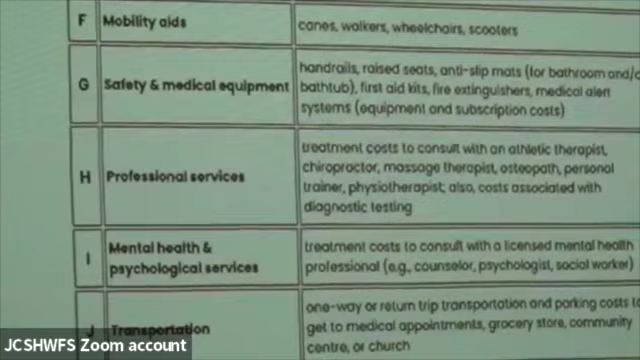 F Mobility aids canes, walkers, wheelchairs, scooters
G Safety & medical equipment
handrails, raised seats, anti-slip mats (for bathroom and/o
bathtub), first aid kits, fire extinguishers, medical alert
systems (equipment and subscription costs)
H Professional services
treatment costs to consult with an athletic therapist,
chiropractor, massage therapist, osteopath, personal
trainer, physiotherapist; also, costs associated with
diagnostic testing
I Mental health &
psychological services
treatment costs to consult with a licensed mental health
professional (e.g., counselor, psychologist, social worker)
J Transportation
one-way or return trip transportation and parking costs to
get to medical appointments, grocery store, community
centre, or church
JCSHWFS Zoom account